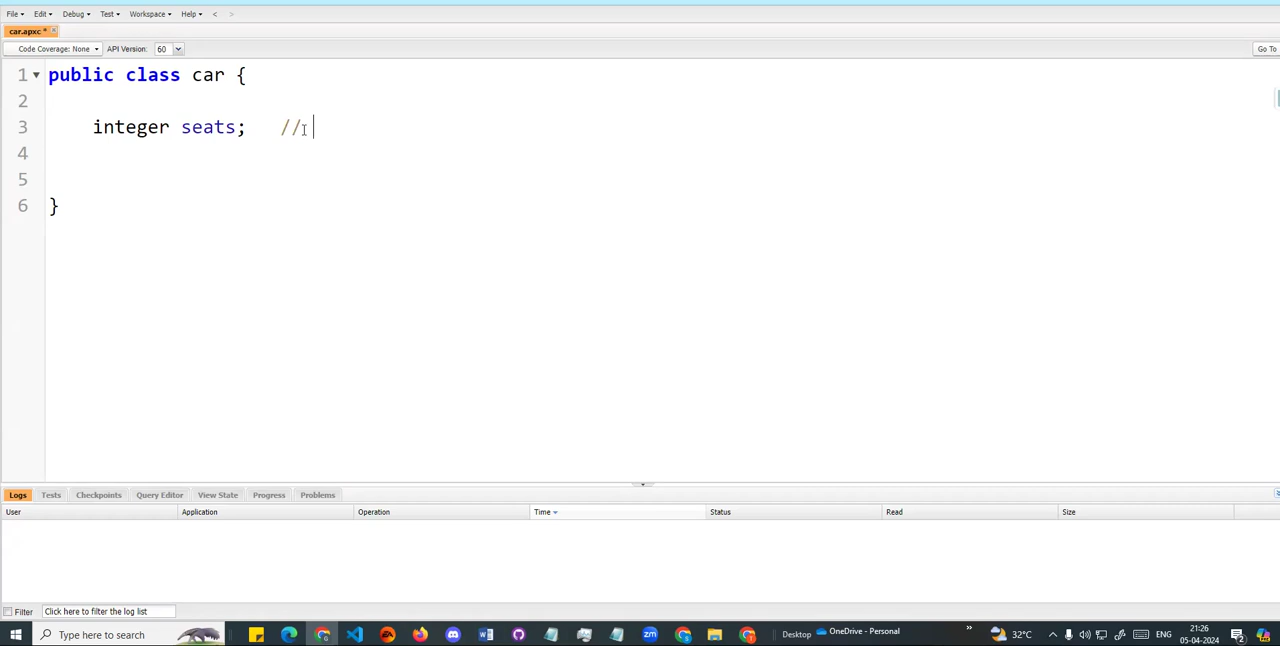 File Edit Debug Test Workspace Help < >
car.apxc *
Code Coverage: None API Version: 60 Go To
1 public class car {
2
3 integer seats; //
4
5
6 }
Logs Tests Checkpoints Query Editor View State Progress Problems
User Application Operation Time Status Read Size
Filter Click here to filter the log list
Type here to search Desktop OneDrive - Personal » 32°C ENG 21:26
05-04-2024 2